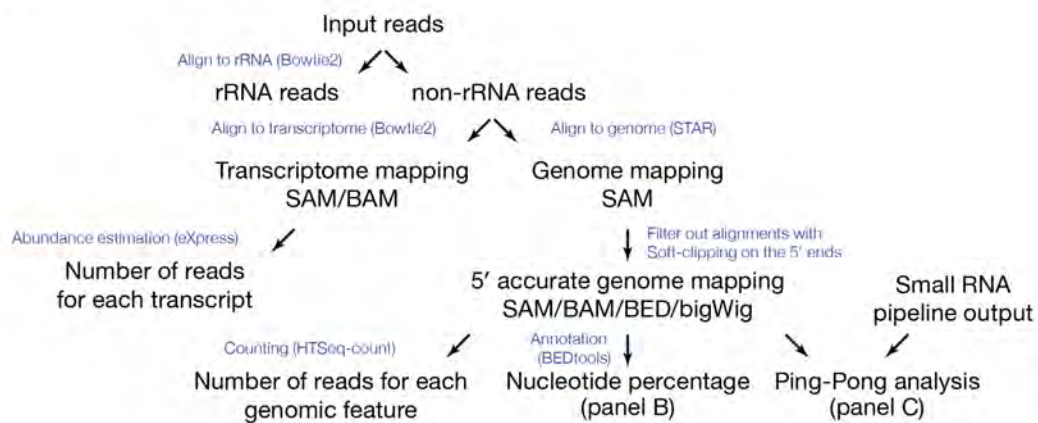 Input reads
Align to rRNA (Bowtie2)
rRNA reads
non-rRNA reads
Align to transcriptome (Bowtie2)
Align to genome (STAR)
Transcriptome mapping
SAM/BAM
Genome mapping
SAM
Abundance estimation (eXpress)
Filter out alignments with
Soft-clipping on the 5′ ends
Number of reads
for each transcript
5′ accurate genome mapping
SAM/BAM/BED/bigWig
Small RNA
pipeline output
Counting (HTSeq-count)
Annotation
(BEDtools)
Number of reads for each
genomic feature
Nucleotide percentage
(panel B)
Ping-Pong analysis
(panel C)